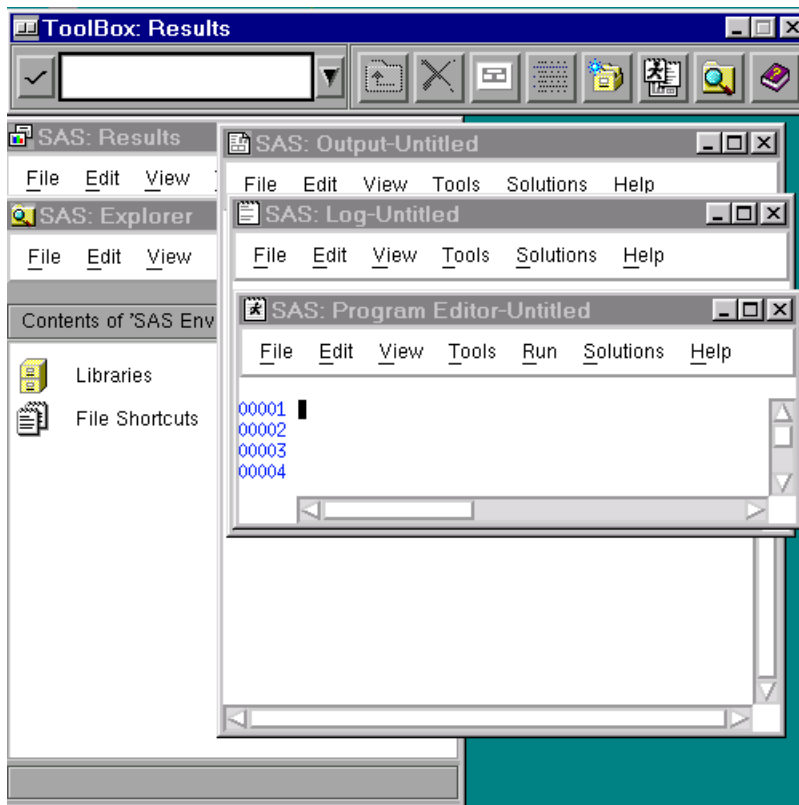 ToolBox: Results
SAS: Results
File Edit View
SAS: Explorer
File Edit View
Contents of 'SAS Env
Libraries
File Shortcuts
SAS: Output-Untitled
File Edit View Tools Solutions Help
SAS: Log-Untitled
File Edit View Tools Solutions Help
SAS: Program Editor-Untitled
File Edit View Tools Run Solutions Help
00001
00002
00003
00004